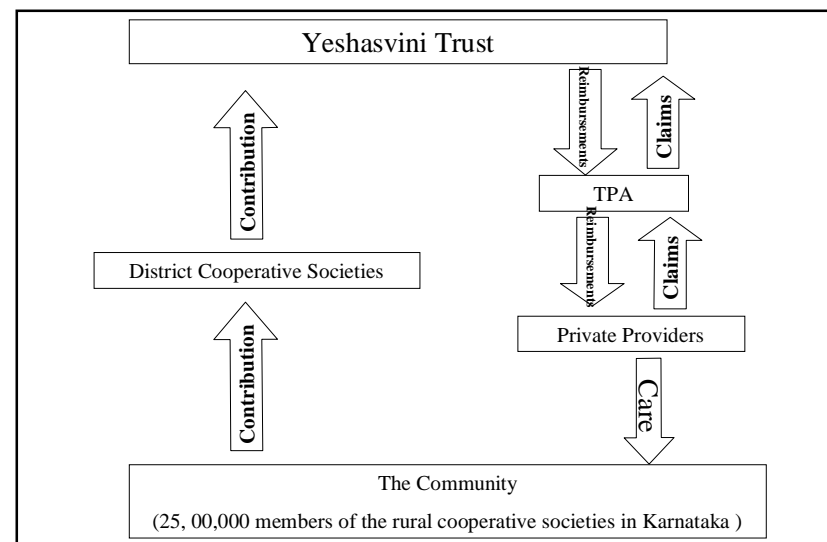 Yeshasvini Trust
Contribution
Reimbursements
Claims
TPA
District Cooperative Societies
Reimbursements
Claims
Private Providers
Contribution
Care
The Community
(25, 00,000 members of the rural cooperative societies in Karnataka )